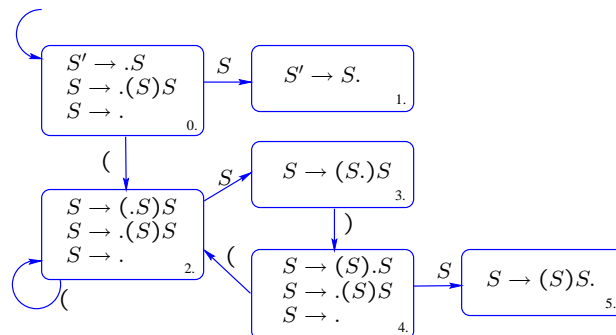 S' → .S
S → .(S)S
S → .
0.
S
S' → S.
1.
(
S → (.S)S
S → .(S)S
S → .
2.
(
S
S → (S.)S
3.
)
(
S → (S).S
S → .(S)S
S → .
4.
S
S → (S)S.
5.